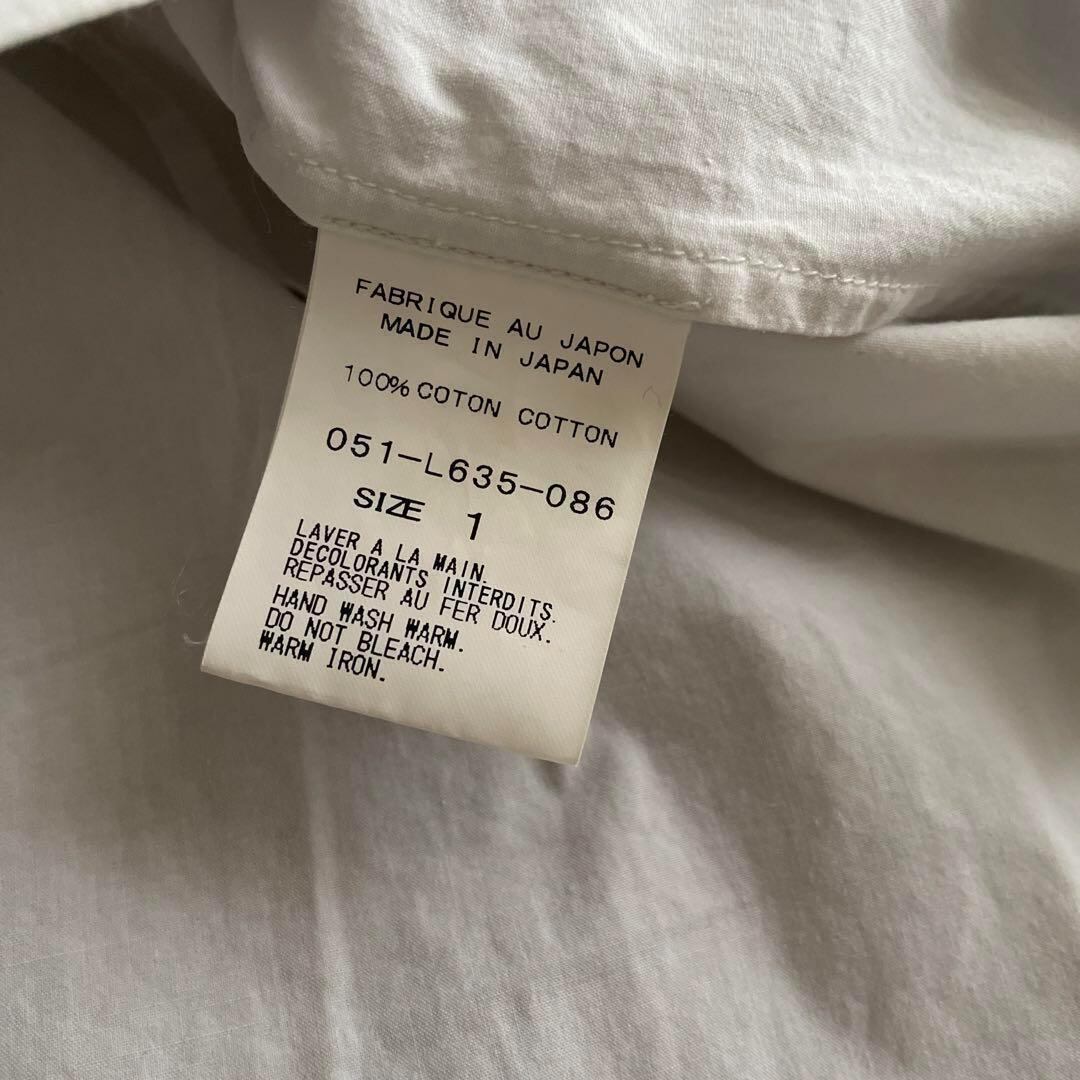 FABRIQUE AU JAPON
MADE IN JAPAN
100% COTON COTTON
051-L635-086
SIZE 1
LAVER A LA MAIN.
DECOLORANTS INTERDITS.
REPASSER AU FER DOUX.
HAND WASH WARM.
DO NOT BLEACH.
WARM IRON.